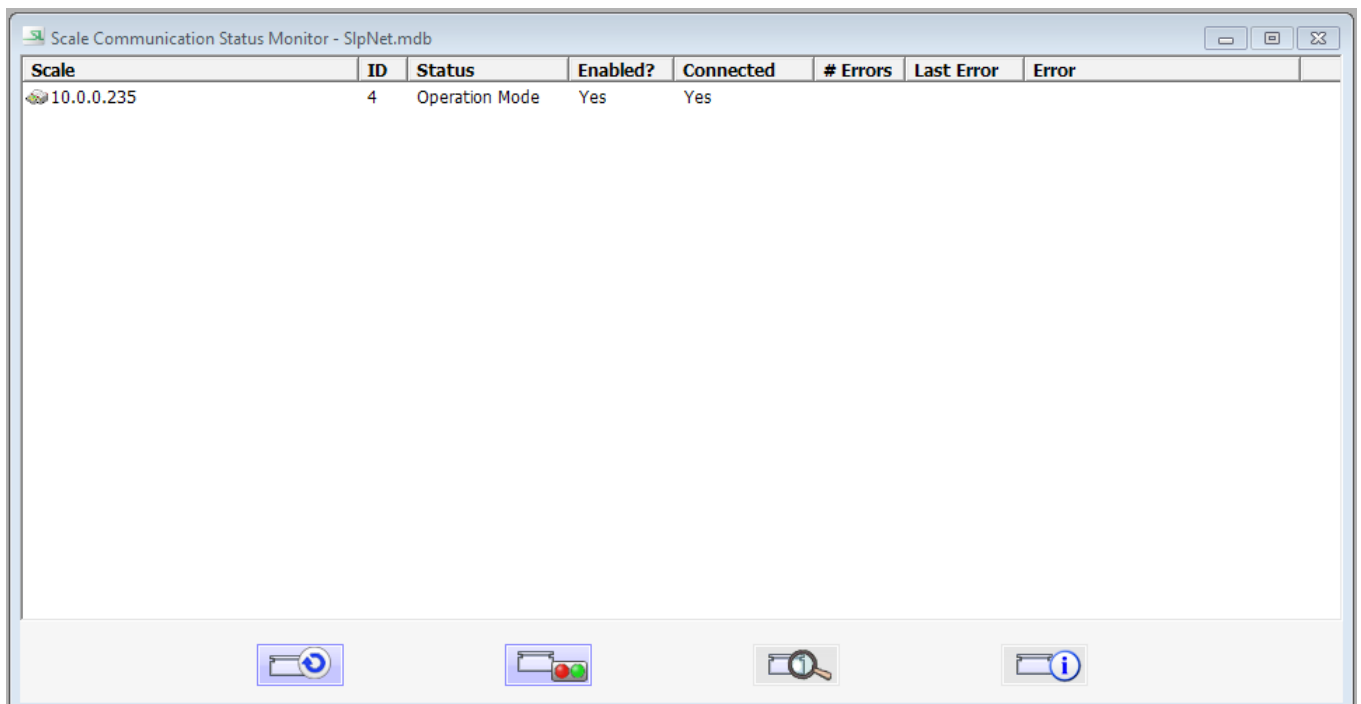 Scale Communication Status Monitor - SlpNet.mdb
Scale ID Status Enabled? Connected # Errors Last Error Error
10.0.0.235 4 Operation Mode Yes Yes